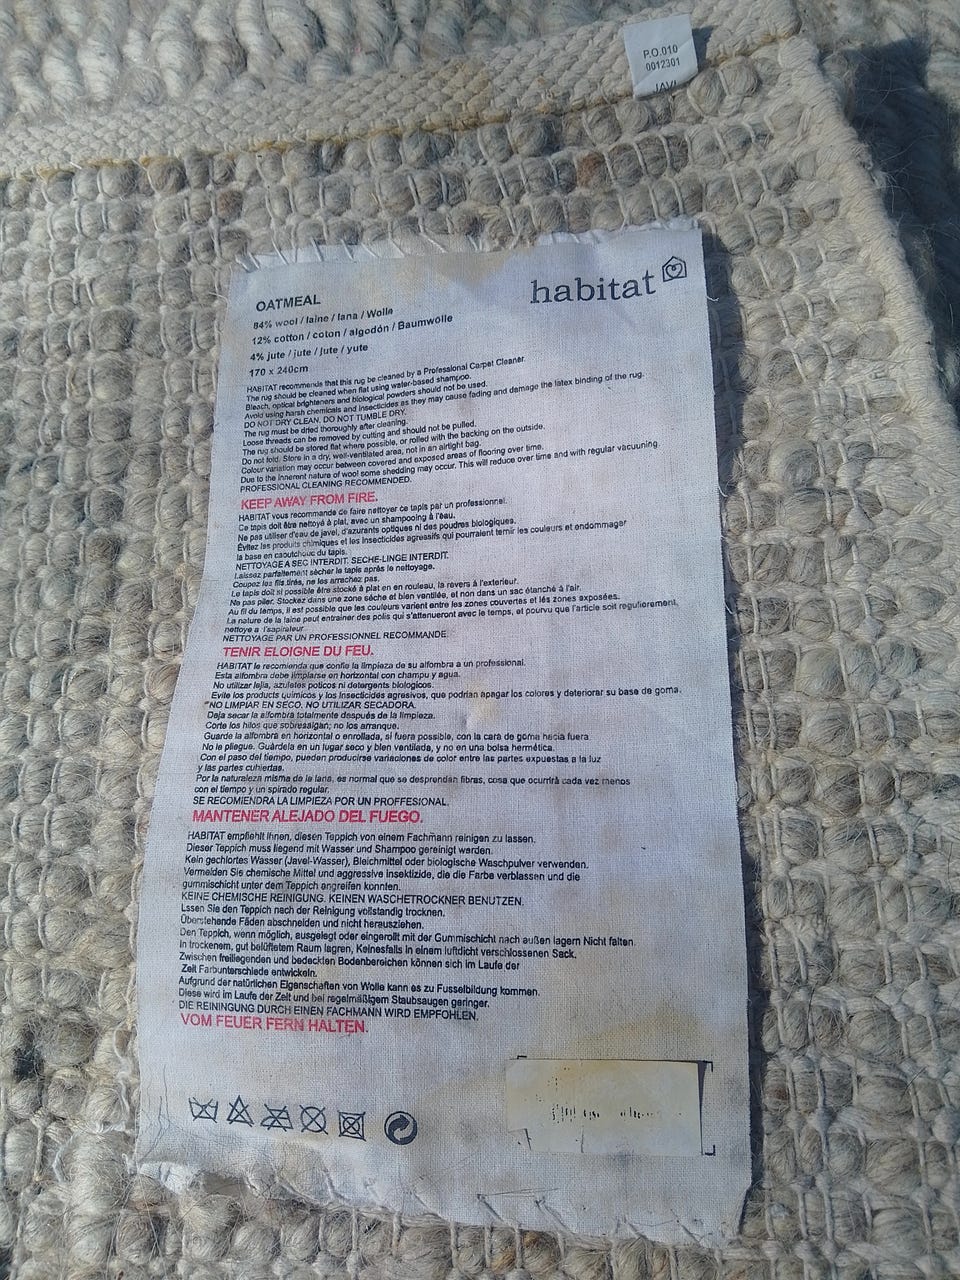 P.O.010
0012301
JAVI
habitat
OATMEAL
84% wool / laine / lana / Wolle
12% cotton / coton / algodón / Baumwolle
4% jute / jute / jute / yute
170 x 240cm
HABITAT recommends that this rug be cleaned by a Professional Carpet Cleaner.
The rug should be cleaned when flat using water-based shampoo.
Bleach, optical brighteners and biological powders should not be used.
Avoid using harsh chemicals and insecticides as they may cause fading and damage the latex binding of the rug.
DO NOT DRY CLEAN. DO NOT TUMBLE DRY.
The rug must be dried thoroughly after cleaning.
Loose threads can be removed by cutting and should not be pulled.
The rug should be stored flat where possible, or rolled with the backing on the outside.
Do not fold. Store in a dry, well-ventilated area, not in an airtight bag.
Colour variation may occur between covered and exposed areas of flooring over time.
Due to the inherent nature of wool some shedding may occur. This will reduce over time and with regular vacuuning.
PROFESSIONAL CLEANING RECOMMENDED.
KEEP AWAY FROM FIRE.
HABITAT vous recommande de faire nettoyer ce tapis par un professionnel.
Ce tapis doit être nettoyé à plat, avec un shampooing à l'eau.
Ne pas utiliser d'eau de javel, d'azurants optiques ni des poudres biologiques.
Évitez les produits chimiques et les insecticides agressifs qui pourraient ternir les couleurs et endommager
la base en caoutchouc du tapis.
NETTOYAGE A SEC INTERDIT. SECHE-LINGE INTERDIT.
Laissez parfaitement sècher le tapis après le nettoyage.
Coupez les fils tirés, ne les arrachez pas.
Le tapis doit si possible être stocké à plat en en rouleau, la revers à l'exterieur.
Ne pas plier. Stockez dans une zone sèche et bien ventilée, et non dans un sac étanché à l'air.
Au fil du temps, il est possible que les couleurs varient entre les zones couvertes et lés zones axposées.
La nature de la laine peut entrainer des polis qui s'attenueront avec le temps, et pourvu que l'article soit regulierement
nettoye a l'aspirateur
NETTOYAGE PAR UN PROFESSIONNEL RECOMMANDE.
TENIR ELOIGNE DU FEU.
HABITAT le recomienda que confie la limpieza de su alfombra a un professional.
Esta alfombra debe limpiarse en horizontal con champu y agua.
No utilizar lejia, azuletes poticos ni detergents biologicos.
Evite los products químicos y los insecticidas agresivos, que podrian apagar los colores y deteriorar su base de goma.
"NO LIMPIAR EN SECO. NO UTILIZAR SECADORA.
Deja secar la alfombra totalmente después de la limpieza.
Corte los hilos que sobresalgan; no los arranque.
Guarde la alfombra en horizontal o enrollada, si fuera possible, con la cara de goma hacia fuera.
No le pliegue. Guárdela en un lugar seco y bien ventilada, y no en una bolsa hermética.
Con el paso del tiempo, pueden producirse variaciones de color entre las partes expuestas a la luz
y las partes cubiertas.
Por la naturaleza misma de la lana, es normal que se desprendan fibras, cosa que ocurrirá cada vez menos
con el tiempo y un spirado regular.
SE RECOMIENDRA LA LIMPIEZA POR UN PROFFESIONAL.
MANTENER ALEJADO DEL FUEGO.
HABITAT empfiehlt Ihnen, diesen Teppich von einem Fachmann reinigen zu lassen.
Dieser Teppich muss liegend mit Wasser und Shampoo gereinigt warden.
Kein gechlortes Wasser (Javel-Wasser), Bleichmittel oder biologische Waschpulver verwenden.
Vermeiden Sie chemische Mittel und aggressive insektizide, die die Farbe verblassen und die
gummischicht unter dem Teppich angreifen konnten.
KEINE CHEMISCHE REINIGUNG. KEINEN WASCHETROCKNER BENUTZEN.
Lssen Sie den Teppich nach der Reinigung vollstandig trocknen.
Überstehende Fäden abschneiden und nicht herausziehen.
Den Teppich, wenn möglich, ausgelegt oder eingerollt mit der Gummischicht nach außen lagern Nicht falten.
In trockenem, gut belüftetem Raum lagren, Keinesfalls in einem luftdicht verschlossenen Sack.
Zwischen freiliegenden und bedeckten Bodenbereichen können sich im Laufe der
Zeit Farbunterschiede entwickeln.
Aufgrund der natürlichen Eigenschaften von Wolle kann es zu Fusselbildung kommen.
Diese wird im Laufe der Zeit und bei regelmäßigem Staubsaugen geringer.
DIE REININGUNG DURCH EINEN FACHMANN WIRD EMPFOHLEN.
VOM FEUER FERN HALTEN.